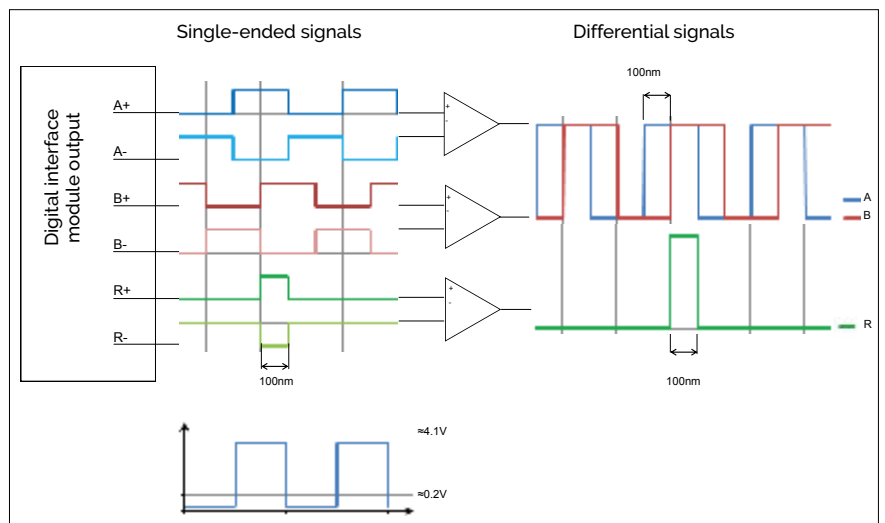 Single-ended signals
Differential signals
Digital interface
module output
A+
A-
B+
B-
R+
R-
+
-
+
-
+
-
100nm
100nm
A
B
R
100nm
≈4.1V
≈0.2V